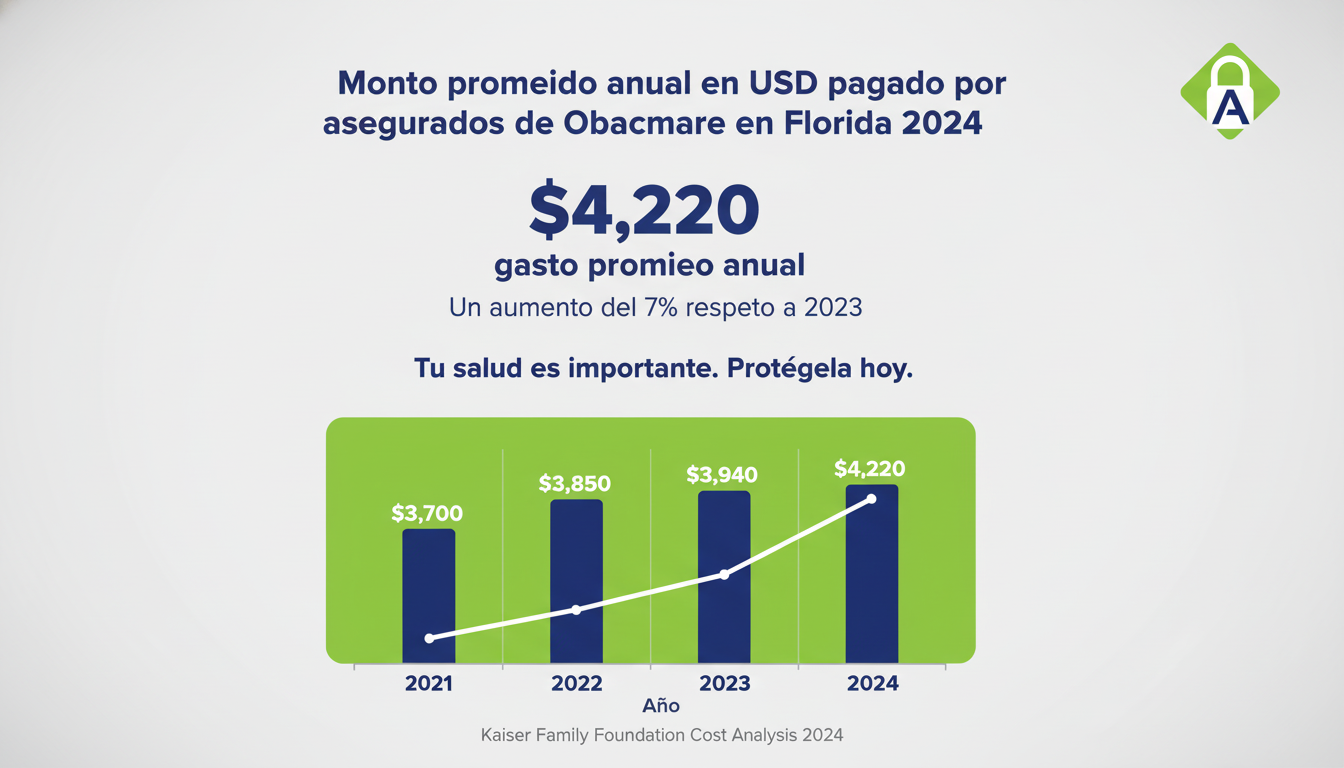 Monto promeido anual en USD pagado por
asegurados de Obacmare en Florida 2024
A
$4,220
gasto promieo anual
Un aumento del 7% respeto a 2023
Tu salud es importante. Protégela hoy.
$3,700
$3,850
$3,940
$4,220
2021
2022
2023
2024
Año
Kaiser Family Foundation Cost Analysis 2024